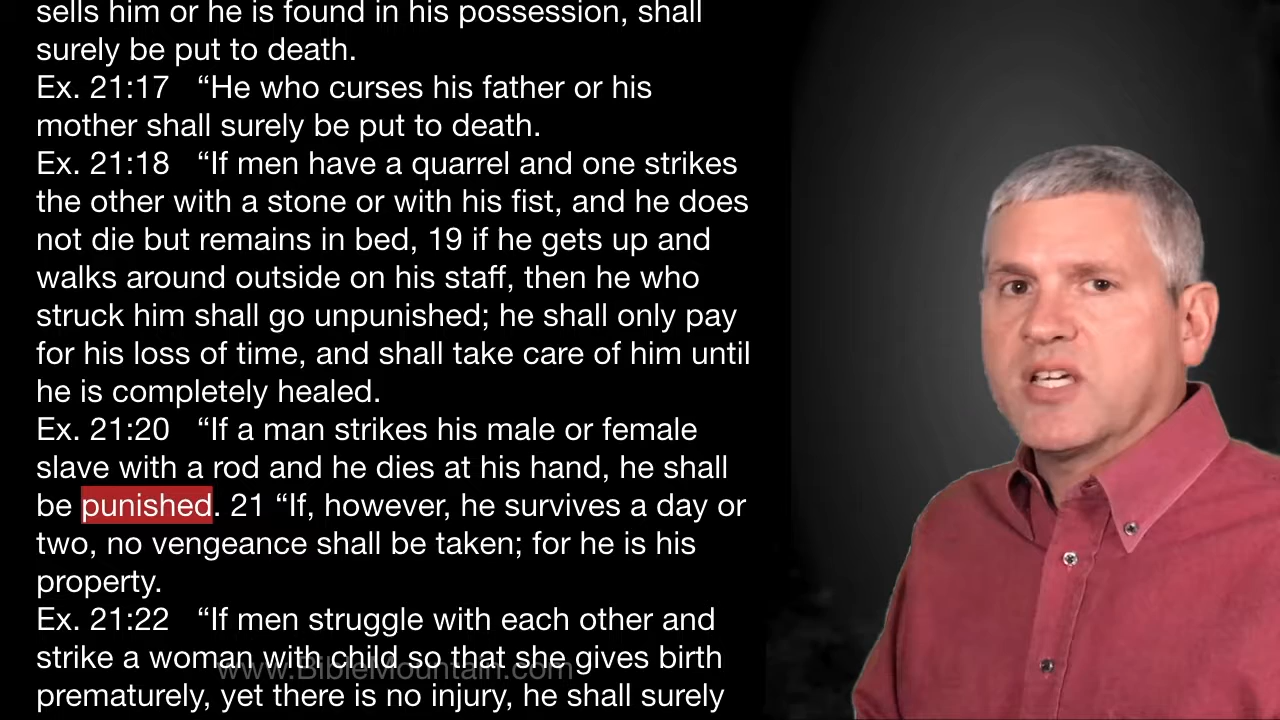 sells him or he is found in his possession, shall
surely be put to death.
Ex. 21:17 “He who curses his father or his
mother shall surely be put to death.
Ex. 21:18 “If men have a quarrel and one strikes
the other with a stone or with his fist, and he does
not die but remains in bed, 19 if he gets up and
walks around outside on his staff, then he who
struck him shall go unpunished; he shall only pay
for his loss of time, and shall take care of him until
he is completely healed.
Ex. 21:20 “If a man strikes his male or female
slave with a rod and he dies at his hand, he shall
be punished. 21 “If, however, he survives a day or
two, no vengeance shall be taken; for he is his
property.
Ex. 21:22 “If men struggle with each other and
strike a woman with child so that she gives birth
www.BibleMountain.com
prematurely, yet there is no injury, he shall surely